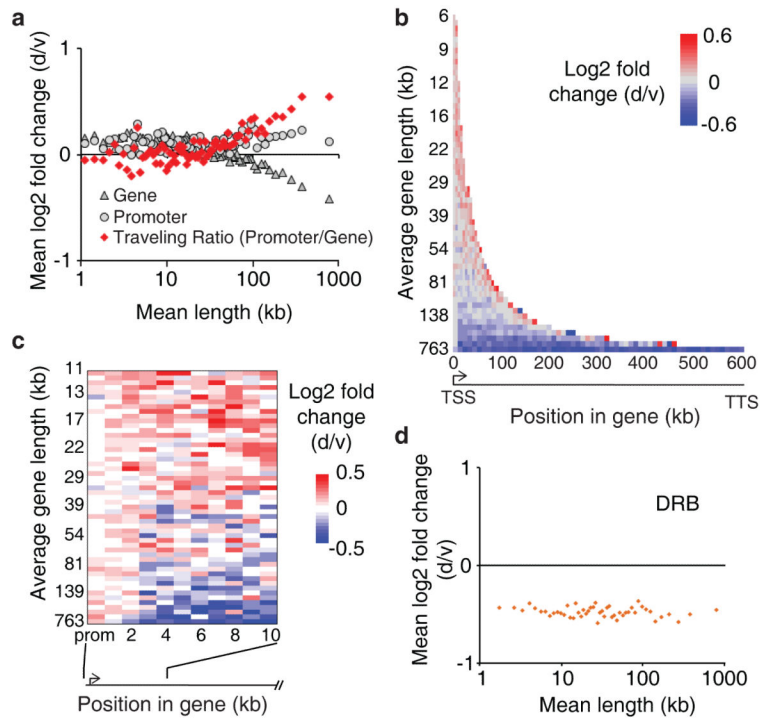 a
1
0
-1
Mean log2 fold change (d/v)
Gene
Promoter
Traveling Ratio (Promoter/Gene)
1 10 100 1000
Mean length (kb)
b
6
9
12
16
22
29
39
54
81
138
763
Average gene length (kb)
Log2 fold
change (d/v)
0.6
0
-0.6
0 100 200 300 400 500 600
TSS
TTS
Position in gene (kb)
c
11
13
17
22
29
39
54
81
139
763
Average gene length (kb)
prom 2 4 6 8 10
Log2 fold
change
(d/v)
0.5
0
-0.5
Position in gene (kb)
d
1
0
-1
Mean log2 fold change
(d/v)
DRB
1 10 100 1000
Mean length (kb)